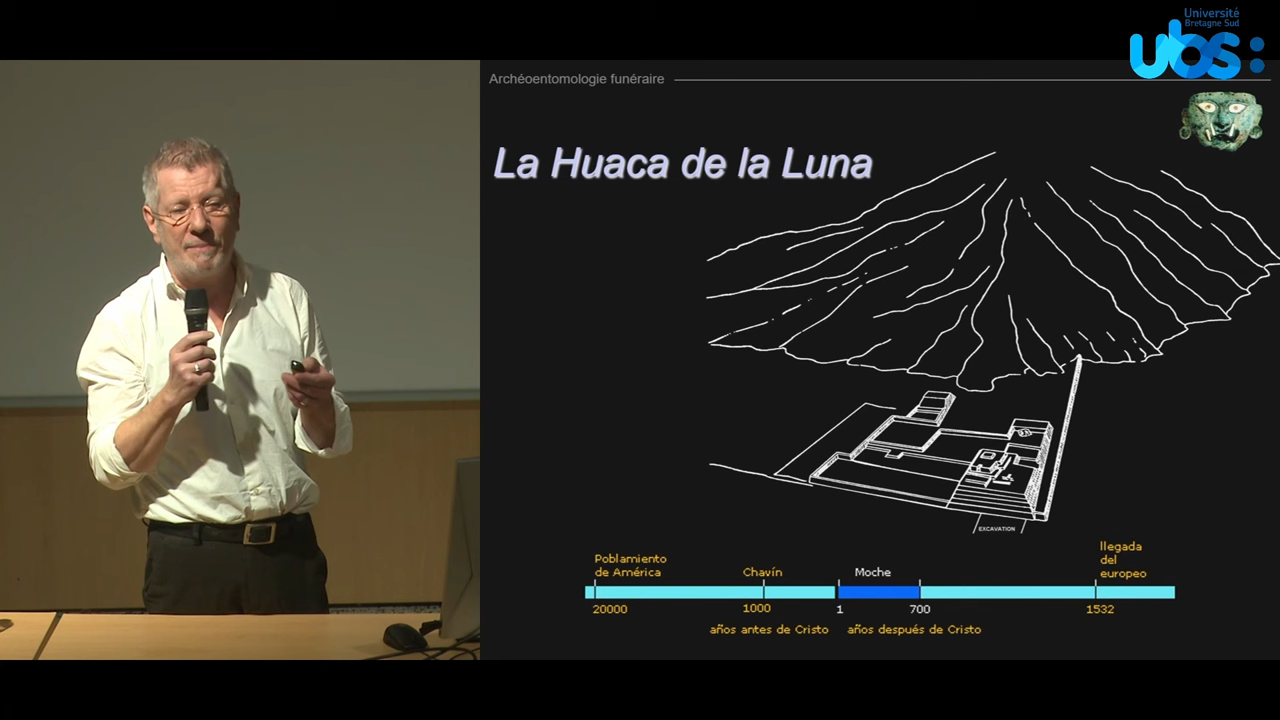 Université
Bretagne Sud
ubs:
Archéoentomologie funéraire
La Huaca de la Luna
EXCAVATION
Poblamiento
de América
Chavín
Moche
llegada
del
europeo
20000
1000
1
700
1532
años antes de Cristo
años después de Cristo